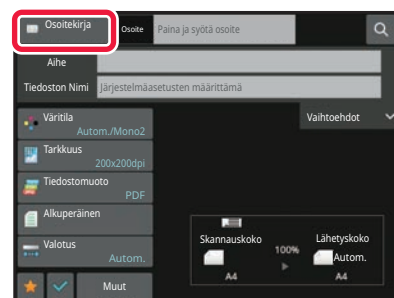 Osoitekirja Osoite Paina ja syötä osoite
Aihe
Tiedoston Nimi Järjestelmäasetusten määrittämä
Väritila
Autom./Mono2
Vaihtoehdot
Tarkkuus
200x200dpi
Tiedostomuoto
PDF
Alkuperäinen
Valotus
Autom.
Skannauskoko
100%
Lähetyskoko
Autom.
A4
A4
Muut